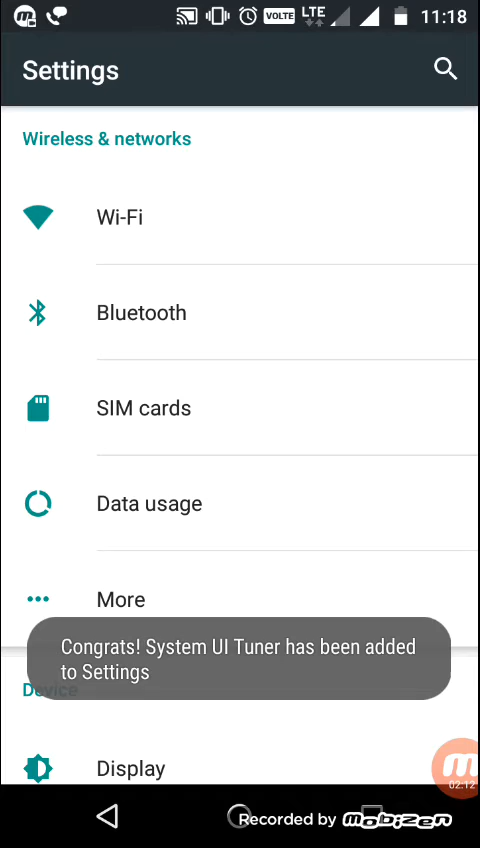 VOLTE LTE 11:18
Settings
Wireless & networks
Wi-Fi
Bluetooth
SIM cards
Data usage
More
Congrats! System UI Tuner has been added
to Settings
Device
Display
02:12
Recorded by mobizen